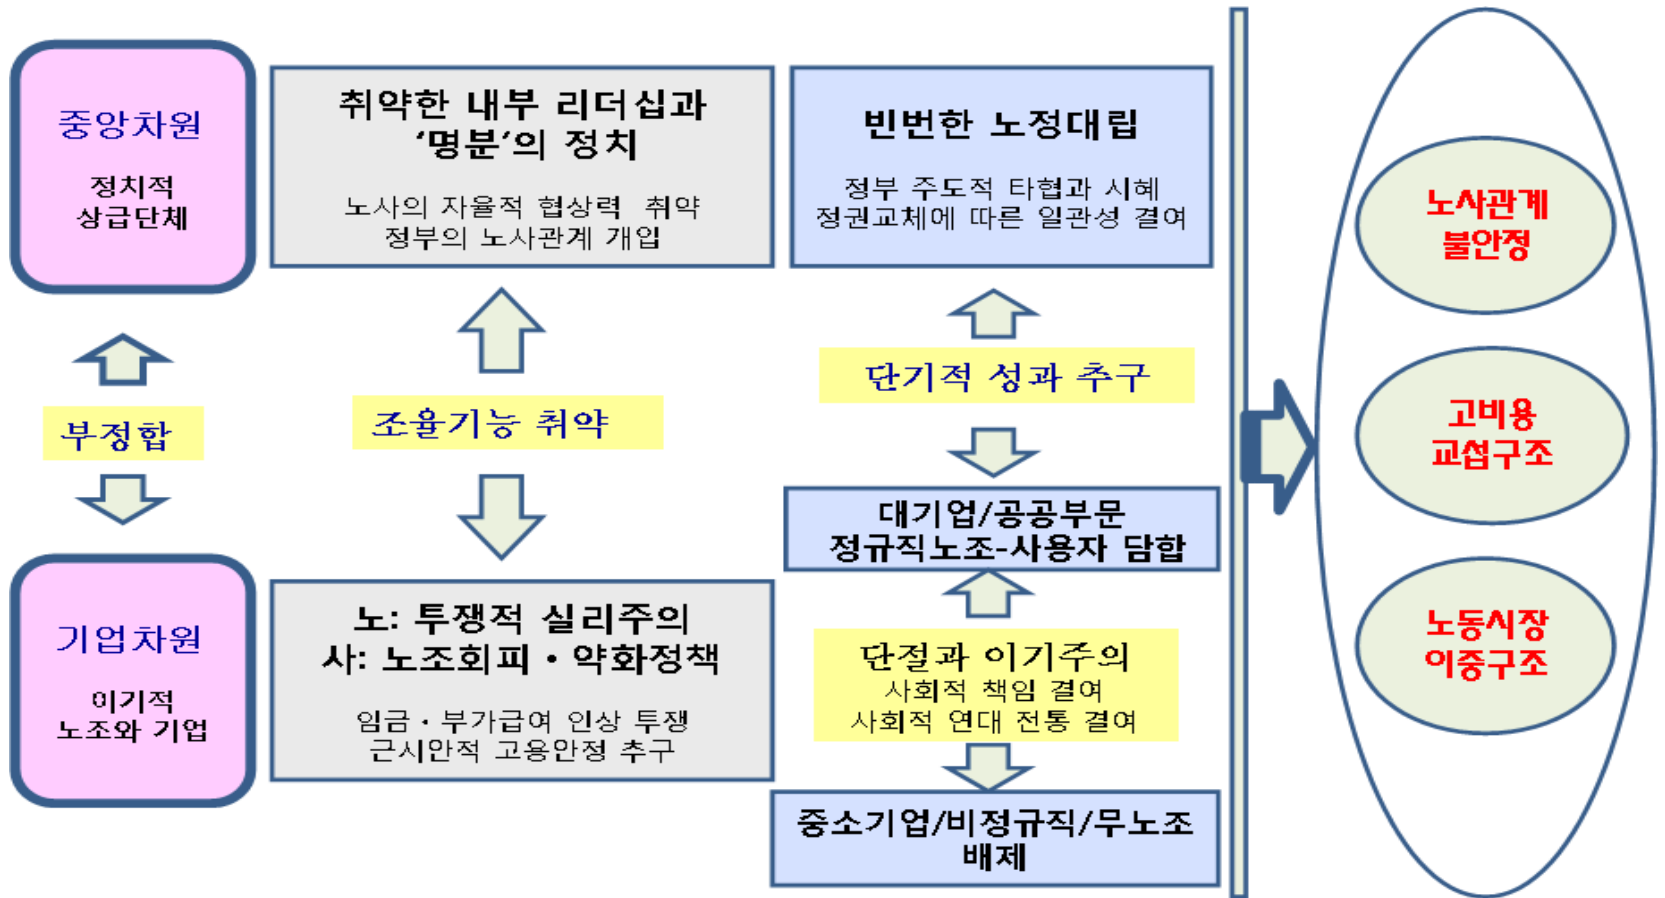 중앙차원
정치적
상급단체
취약한 내부 리더십과
‘명분’의 정치
노사의 자율적 협상력 취약
정부의 노사관계 개입
빈번한 노정대립
정부 주도적 타협과 시혜
정권교체에 따른 일관성 결여
부정합
조율기능 취약
단기적 성과 추구
대기업/공공부문
정규직노조-사용자 담합
기업차원
이기적
노조와 기업
노: 투쟁적 실리주의
사: 노조회피・약화정책
임금・부가급여 인상 투쟁
근시안적 고용안정 추구
단절과 이기주의
사회적 책임 결여
사회적 연대 전통 결여
중소기업/비정규직/무노조
배제
노사관계
불안정
고비용
교섭구조
노동시장
이중구조